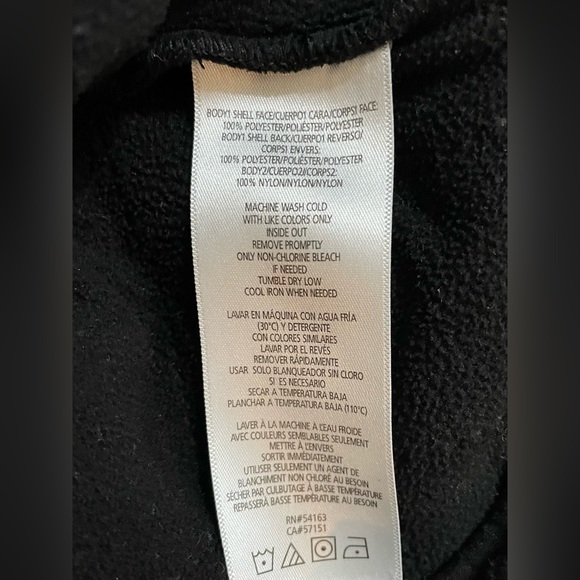 BODY1 SHELL FACE/CUERPO1 CARA/CORPS1 FACE:
100% POLYESTER/POLIÉSTER/POLYESTER
BODY1 SHELL BACK/CUERPO1 REVERSO/
CORPS1 ENVERS:
100% POLYESTER/POLIÉSTER/POLYESTER
BODY2/CUERPO2//CORPS2:
100% NYLON/NYLON/NYLON
MACHINE WASH COLD
WITH LIKE COLORS ONLY
INSIDE OUT
REMOVE PROMPTLY
ONLY NON-CHLORINE BLEACH
IF NEEDED
TUMBLE DRY LOW
COOL IRON WHEN NEEDED
LAVAR EN MÁQUINA CON AGUA FRÍA
(30°C) Y DETERGENTE
CON COLORES SIMILARES
LAVAR POR EL REVÉS
REMOVER RÁPIDAMENTE
USAR SOLO BLANQUEADOR SIN CLORO
SI ES NECESARIO
SECAR A TEMPERATURA BAJA
PLANCHAR A TEMPERATURA BAJA (110°C)
LAVER À LA MACHINE À L'EAU FROIDE
AVEC COULEURS SEMBLABLES SEULEMENT
METTRE À L'ENVERS
SORTIR IMMÉDIATEMENT
UTILISER SEULEMENT UN AGENT DE
BLANCHIMENT NON CHLORÉ AU BESOIN
SÉCHER PAR CULBUTAGE À BASSE TEMPÉRATURE
REPASSER BASSE TEMPÉRATURE AU BESOIN
RN#54163
CA#57151